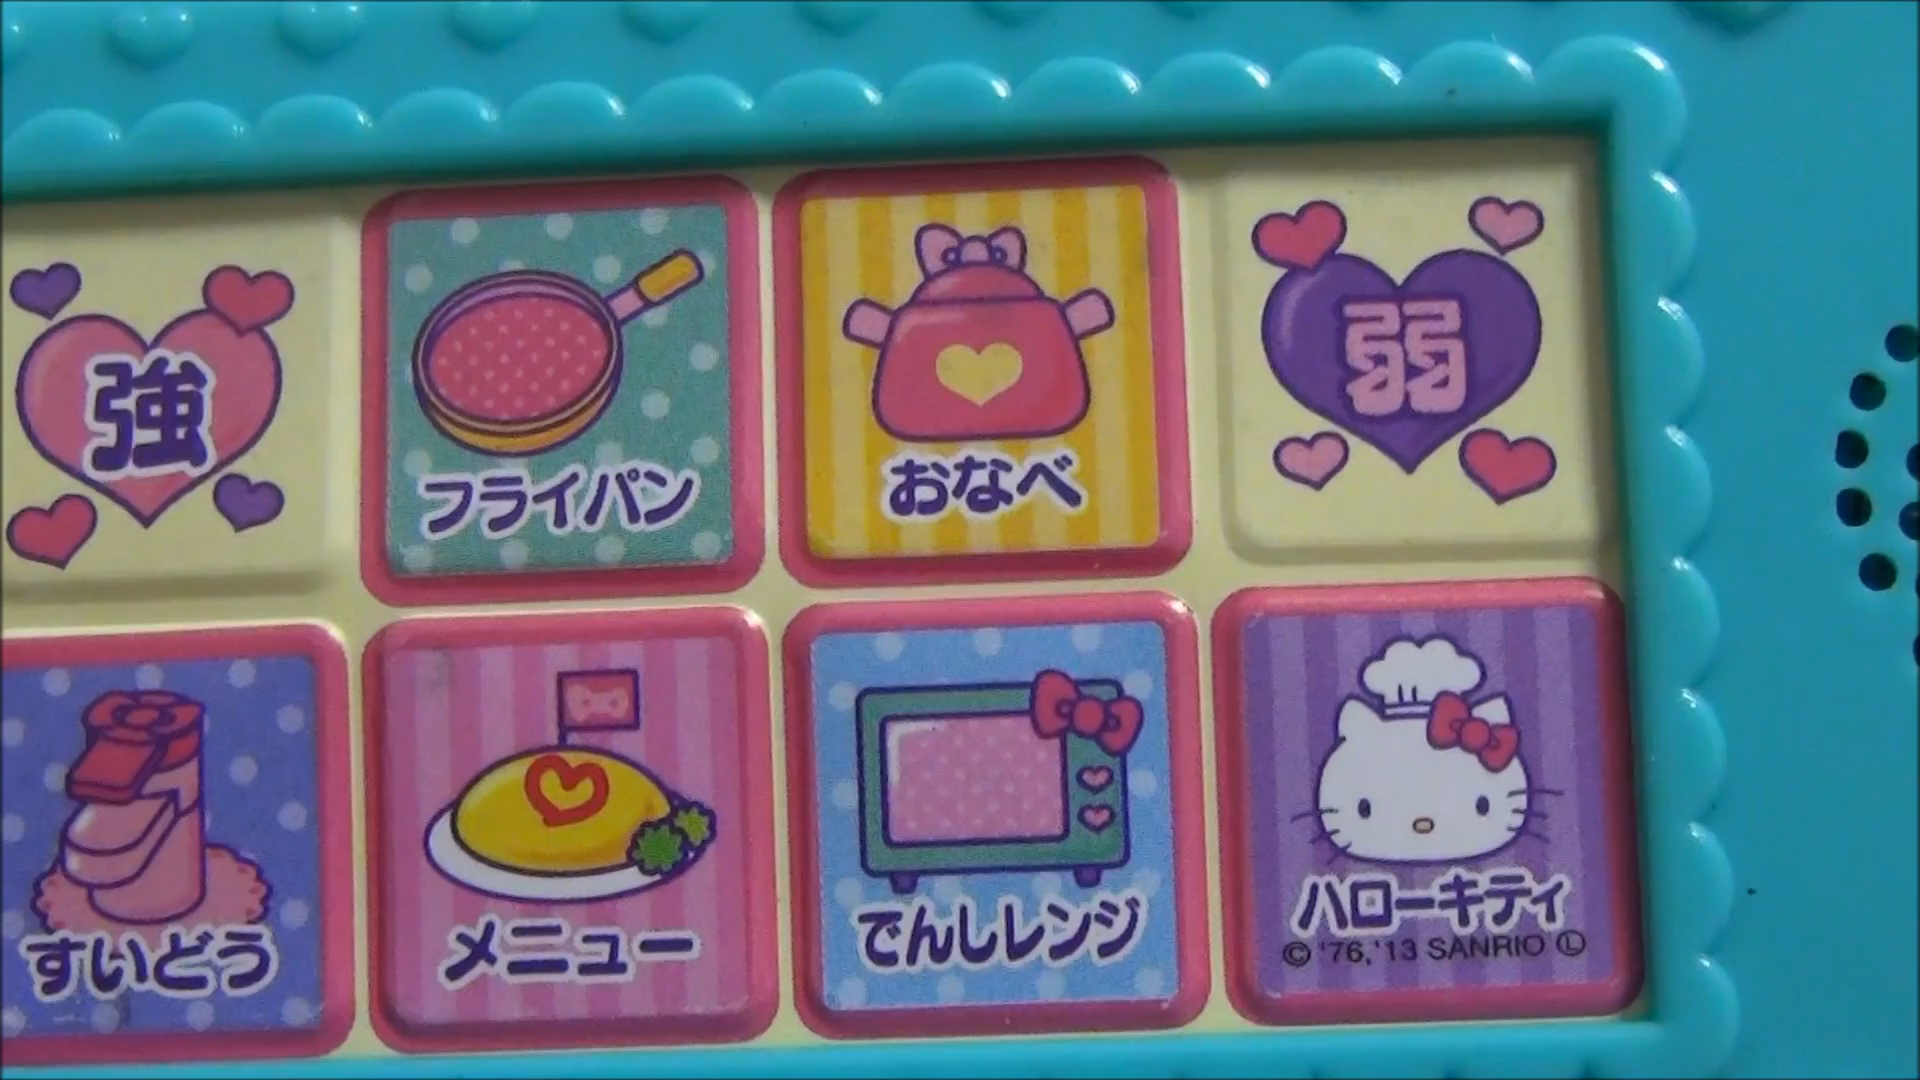 強
フライパン
おなべ
弱
すいどう
メニュー
でんしレンジ
ハローキティ
© '76,'13 SANRIO Ⓛ